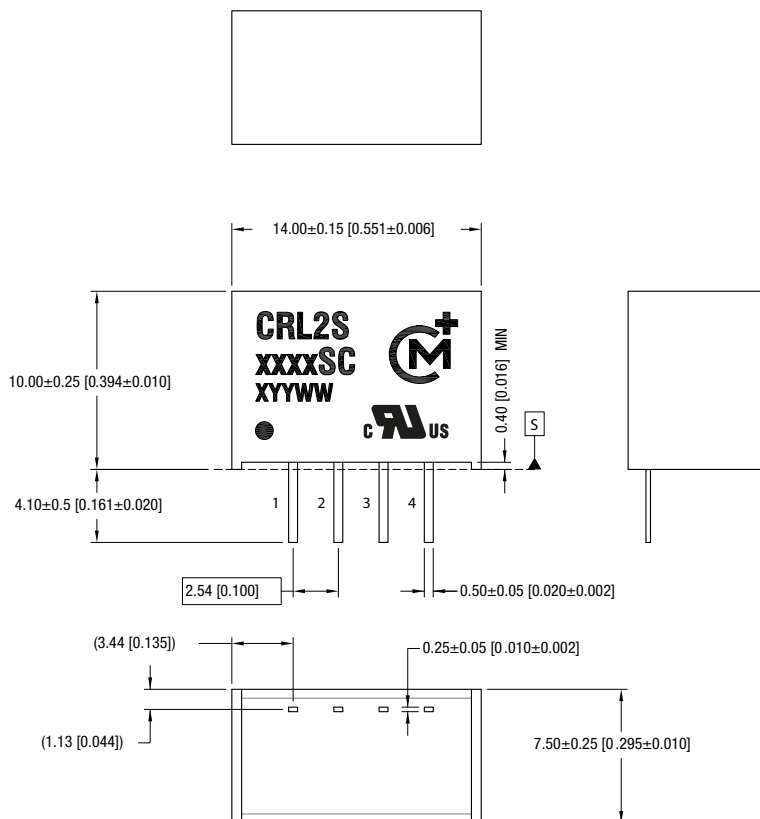 14.00±0.15 [0.551±0.006]
CRL2S
XXXXSC
XYYWW
CM+
C UR US
0.40 [0.016] MIN
S
10.00±0.25 [0.394±0.010]
4.10±0.5 [0.161±0.020]
1 2 3 4
2.54 [0.100]
0.50±0.05 [0.020±0.002]
(3.44 [0.135])
0.25±0.05 [0.010±0.002]
(1.13 [0.044])
7.50±0.25 [0.295±0.010]